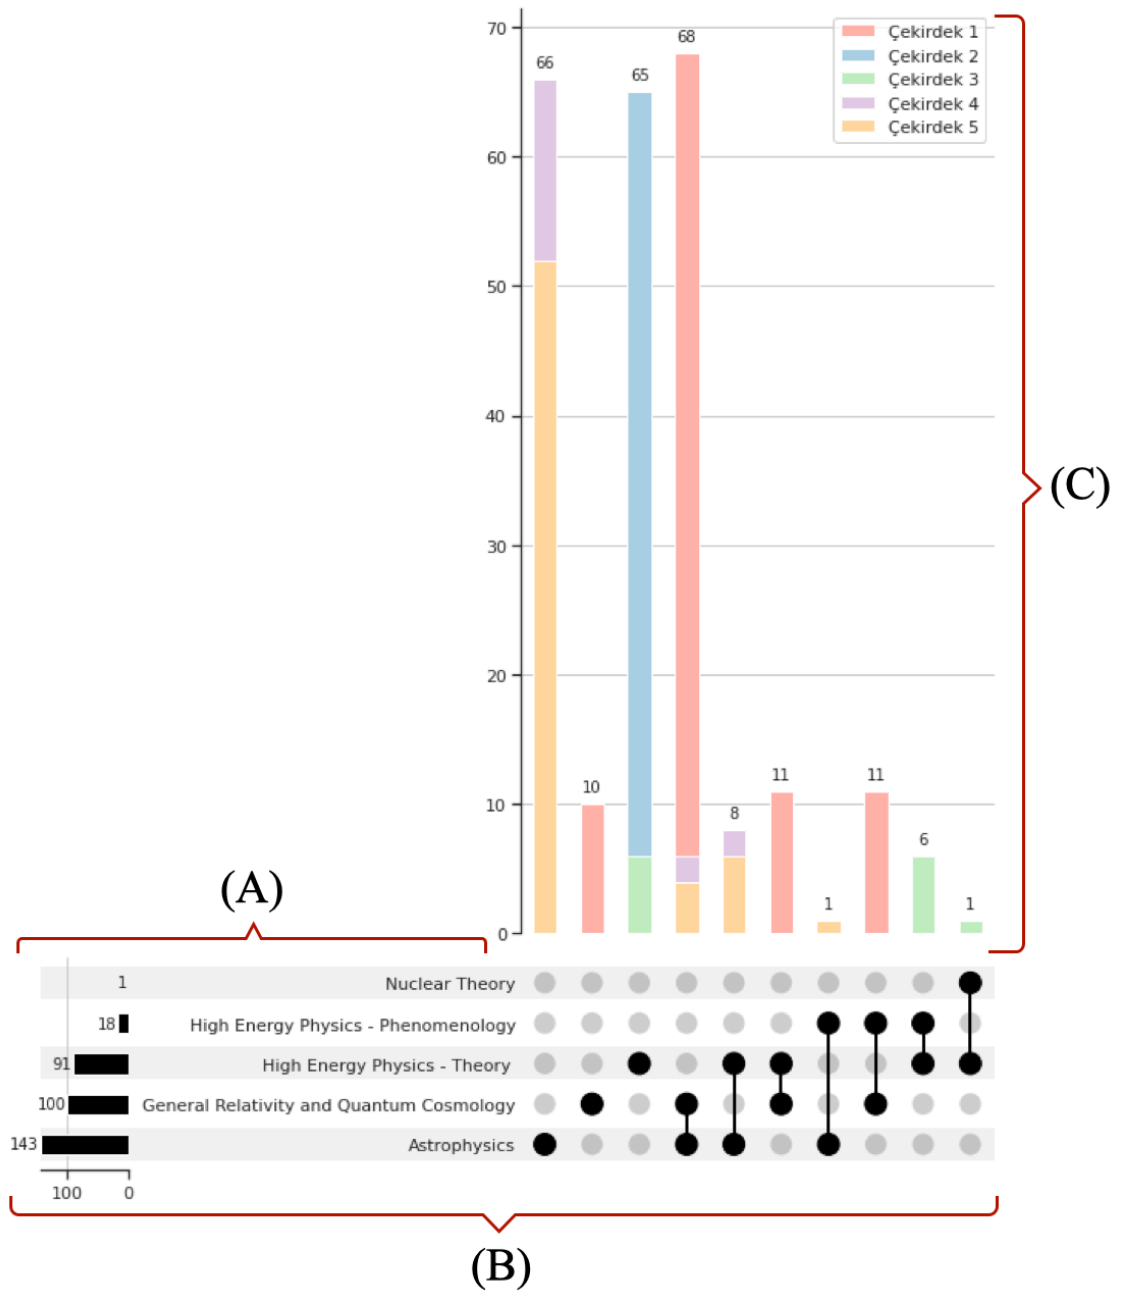 70
68
Çekirdek 1
Çekirdek 2
Çekirdek 3
Çekirdek 4
Çekirdek 5
66
65
60
50
(C)
40
30
20
10
10
8
11
1
11
6
1
0
(A)
1 Nuclear Theory
18 High Energy Physics - Phenomenology
91 High Energy Physics - Theory
100 General Relativity and Quantum Cosmology
143 Astrophysics
100 0
(B)